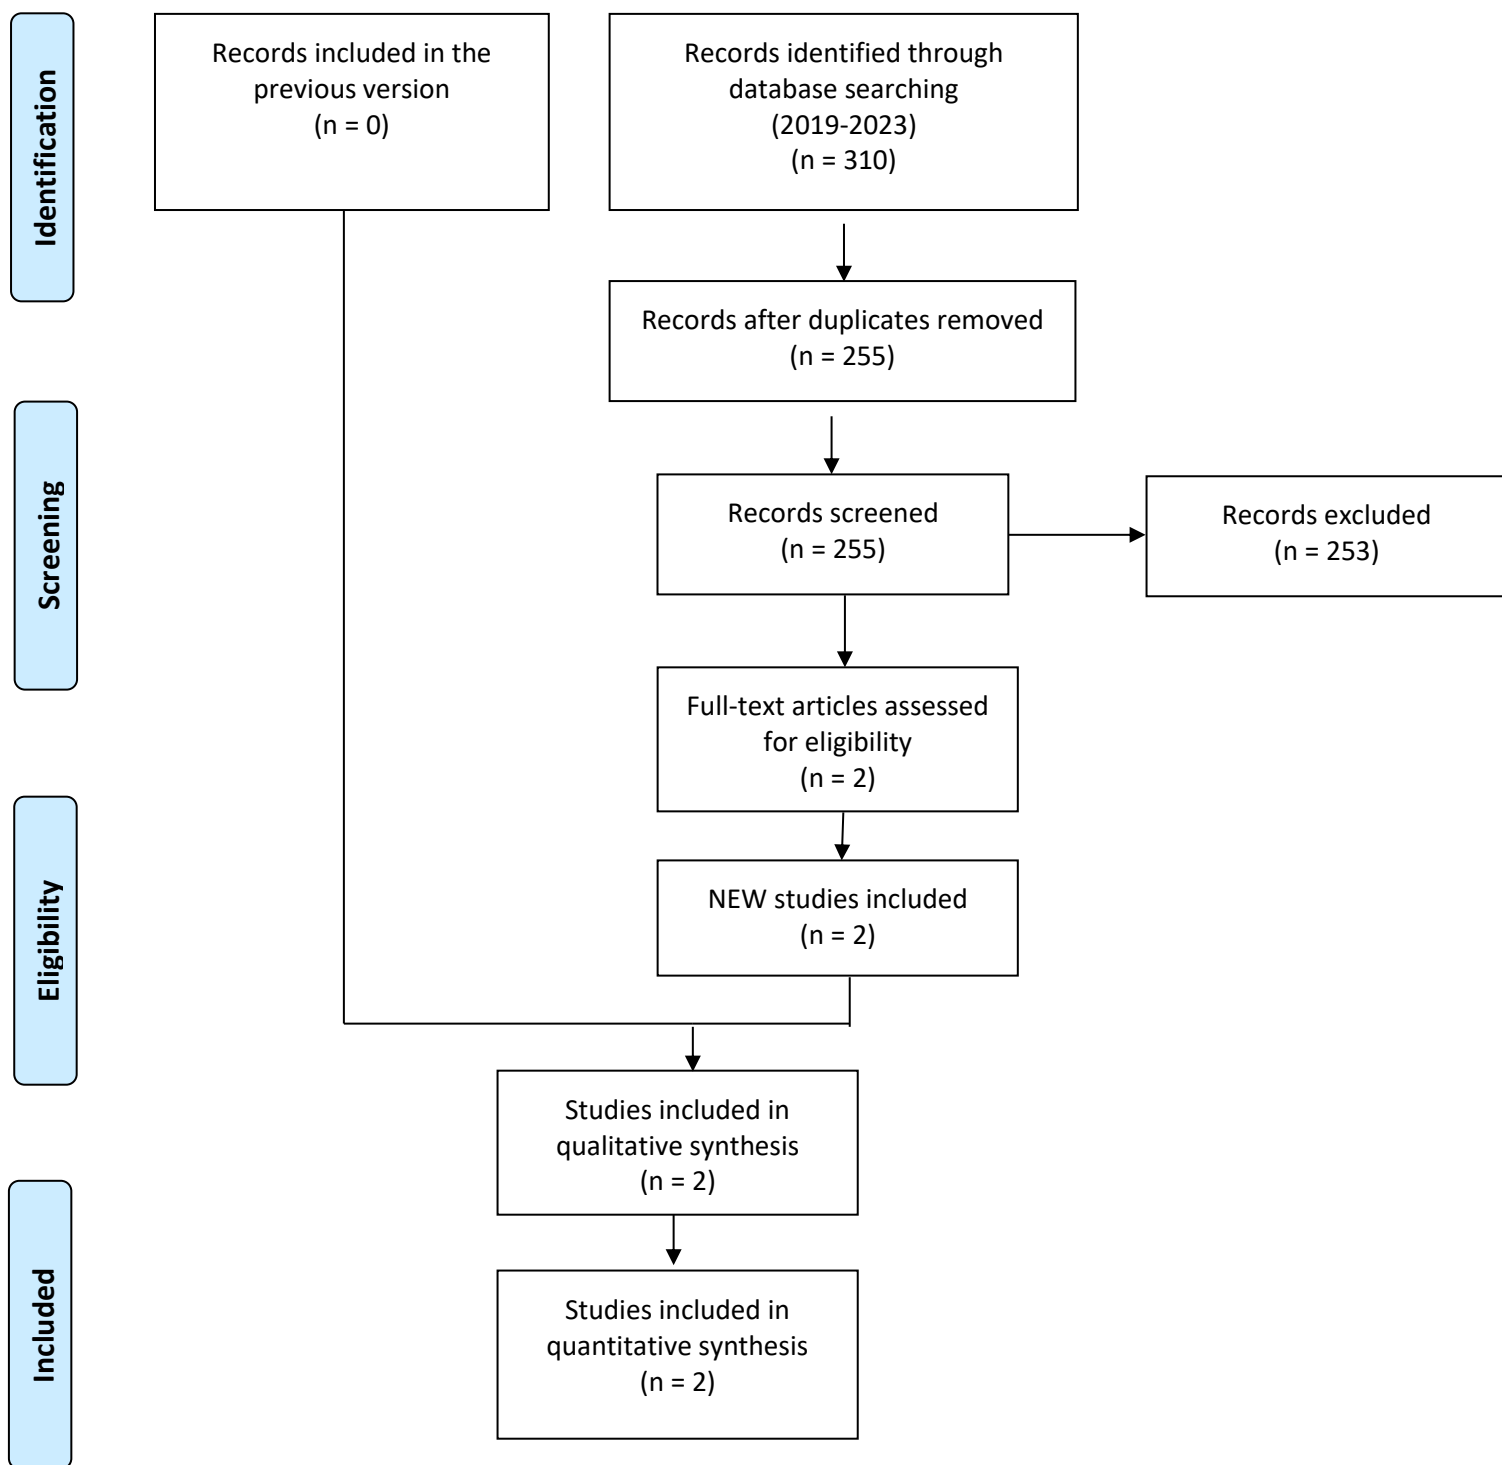 Identification
Records included in the
previous version
(n = 0)
Records identified through
database searching
(2019-2023)
(n = 310)
Records after duplicates removed
(n = 255)
Screening
Records screened
(n = 255)
Records excluded
(n = 253)
Full-text articles assessed
for eligibility
(n = 2)
Eligibility
NEW studies included
(n = 2)
Studies included in
qualitative synthesis
(n = 2)
Included
Studies included in
quantitative synthesis
(n = 2)